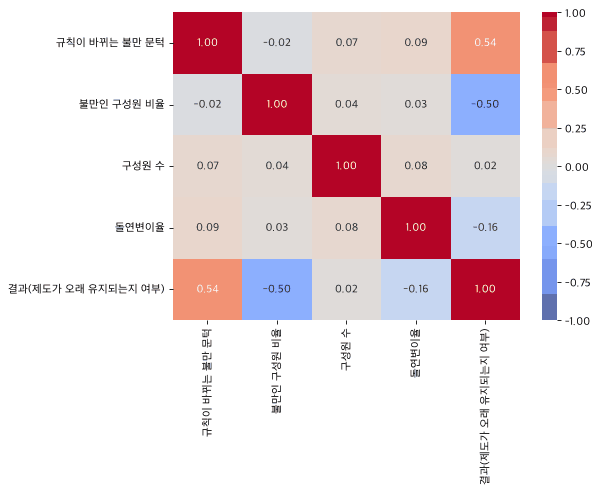 규칙이 바뀌는 불만 문턱 1.00 -0.02 0.07 0.09 0.54
불만인 구성원 비율 -0.02 1.00 0.04 0.03 -0.50
구성원 수 0.07 0.04 1.00 0.08 0.02
돌연변이율 0.09 0.03 0.08 1.00 -0.16
결과(제도가 오래 유지되는지 여부) 0.54 -0.50 0.02 -0.16 1.00
규칙이 바뀌는 불만 문턱
불만인 구성원 비율
구성원 수
돌연변이율
결과(제도가 오래 유지되는지 여부)
1.00
0.75
0.50
0.25
0.00
-0.25
-0.50
-0.75
-1.00